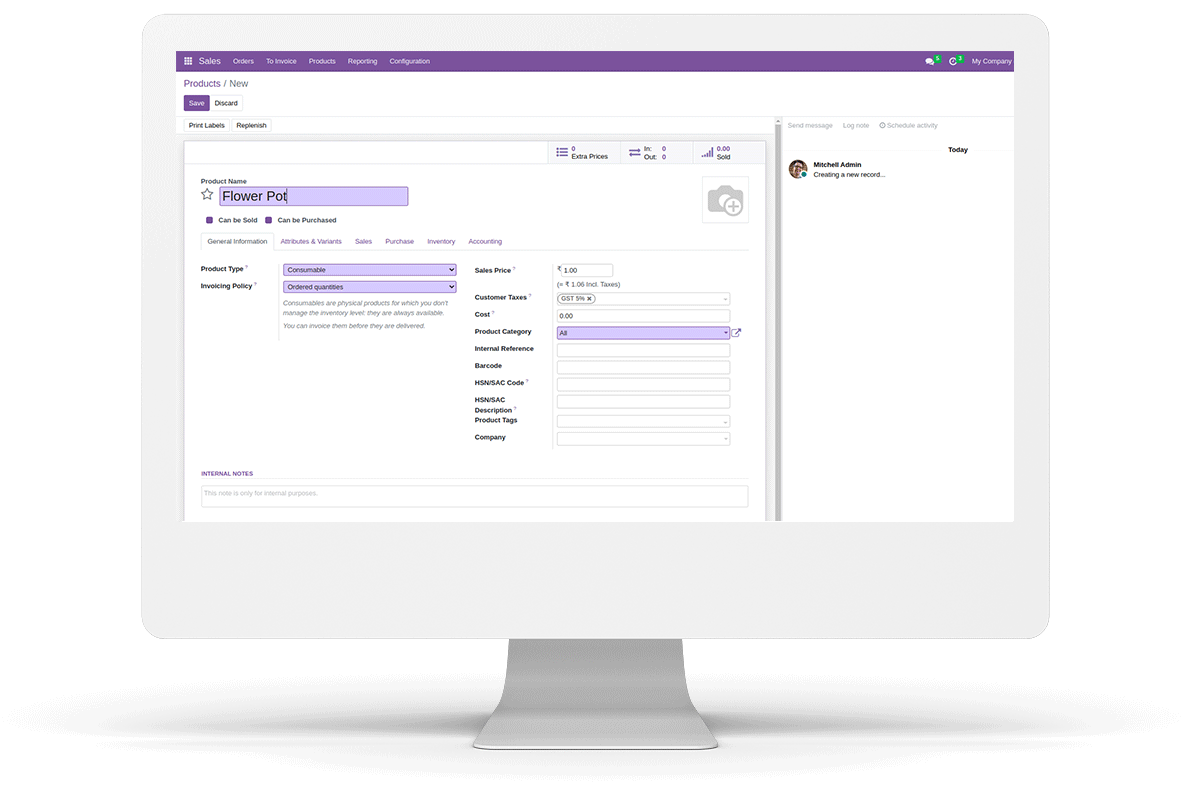 Sales Orders To Invoice Products Reporting Configuration 5 3 My Company
Products / New
Save Discard
Print Labels Replenish
Send message Log note Schedule activity
0
Extra Prices
In: 0
Out: 0
0.00
Sold
Today
Mitchell Admin
Creating a new record...
Product Name
Flower Pot
Can be Sold Can be Purchased
General Information Attributes & Variants Sales Purchase Inventory Accounting
Product Type ? Consumable
Invoicing Policy ? Ordered quantities
Consumables are physical products for which you don't
manage the inventory level: they are always available.
You can invoice them before they are delivered.
Sales Price ? ₹ 1.00
(= ₹ 1.06 Incl. Taxes)
Customer Taxes ? GST 5% ×
Cost ? 0.00
Product Category All
Internal Reference
Barcode
HSN/SAC Code ?
HSN/SAC
Description ?
Product Tags
Company
INTERNAL NOTES
This note is only for internal purposes.